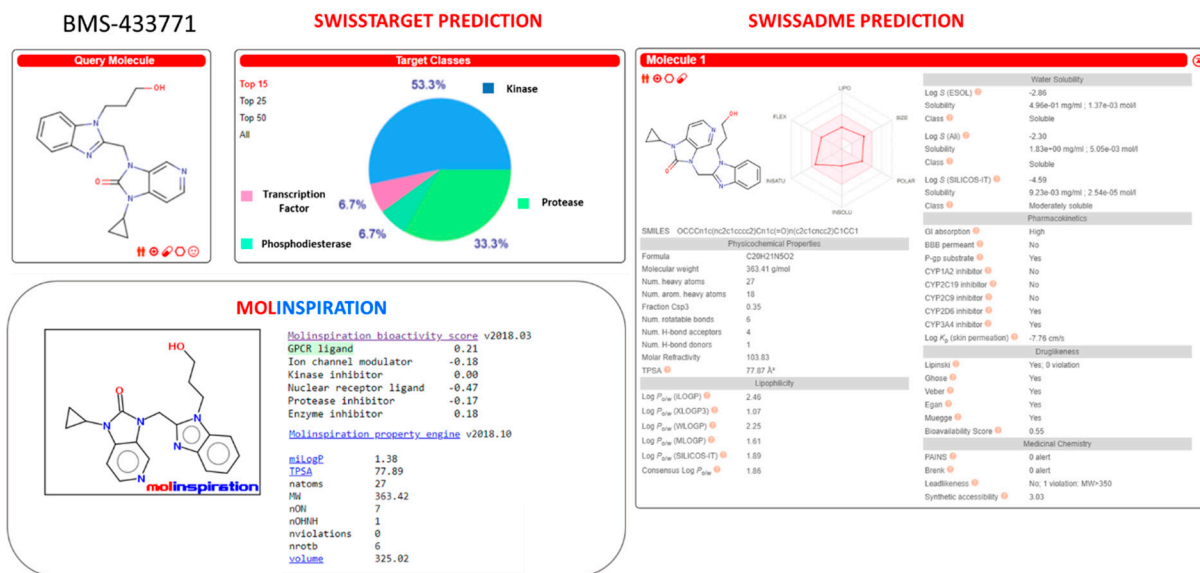 BMS-433771
SWISSTARGET PREDICTION
SWISSADME PREDICTION
Query Molecule
OH
N
N
N
N
N
O
Target Classes
Top 15
Top 25
Top 50
All
53.3%
Kinase
Transcription
Factor
6.7%
Phosphodiesterase
6.7%
Protease
33.3%
MOLINSPIRATION
HO
O
N
N
N
N
N
molinspiration
Molinspiration bioactivity score v2018.03
GPCR ligand 0.21
Ion channel modulator -0.18
Kinase inhibitor 0.00
Nuclear receptor ligand -0.47
Protease inhibitor -0.17
Enzyme inhibitor 0.18
Molinspiration property engine v2018.10
miLogP 1.38
TPSA 77.89
natoms 27
MW 363.42
nON 7
nOHNH 1
nviolations 0
nrotb 6
volume 325.02
Molecule 1
OH
N
N
N
N
N
O
LIPO
FLEX
SIZE
INSATU
POLAR
INSOLU
SMILES OCCCn1c(nc2c1cccc2)Cn1c(=O)n(c2c1cncc2)C1CC1
Physicochemical Properties
Formula C20H21N5O2
Molecular weight 363.41 g/mol
Num. heavy atoms 27
Num. arom. heavy atoms 18
Fraction Csp3 0.35
Num. rotatable bonds 6
Num. H-bond acceptors 4
Num. H-bond donors 1
Molar Refractivity 103.83
TPSA 77.87 Å²
Lipophilicity
Log Po/w (iLOGP) 2.46
Log Po/w (XLOGP3) 1.07
Log Po/w (WLOGP) 2.25
Log Po/w (MLOGP) 1.61
Log Po/w (SILICOS-IT) 1.89
Consensus Log Po/w 1.86
Water Solubility
Log S (ESOL) -2.86
Solubility 4.96e-01 mg/ml ; 1.37e-03 mol/l
Class Soluble
Log S (Ali) -2.30
Solubility 1.83e+00 mg/ml ; 5.05e-03 mol/l
Class Soluble
Log S (SILICOS-IT) -4.59
Solubility 9.23e-03 mg/ml ; 2.54e-05 mol/l
Class Moderately soluble
Pharmacokinetics
GI absorption High
BBB permeant No
P-gp substrate Yes
CYP1A2 inhibitor No
CYP2C19 inhibitor No
CYP2C9 inhibitor No
CYP2D6 inhibitor Yes
CYP3A4 inhibitor Yes
Log Kp (skin permeation) -7.76 cm/s
Druglikeness
Lipinski Yes; 0 violation
Ghose Yes
Veber Yes
Egan Yes
Muegge Yes
Bioavailability Score 0.55
Medicinal Chemistry
PAINS 0 alert
Brenk 0 alert
Leadlikeness No; 1 violation: MW>350
Synthetic accessibility 3.03